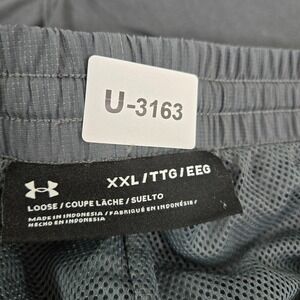 U-3163
XXL/TTG/EEG
LOOSE / COUPE LÂCHE / SUELTO
MADE IN INDONESIA / FABRIQUÉ EN INDONÉSIE /
HECHO EN INDONESIA